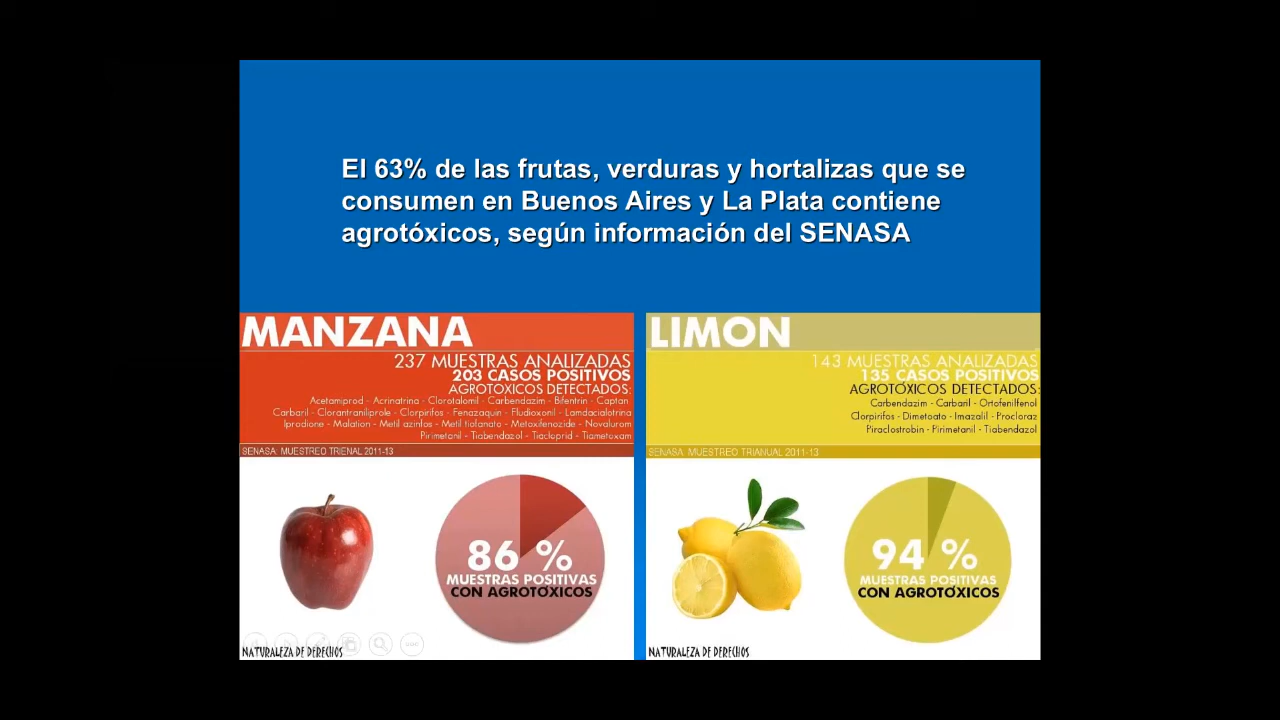 El 63% de las frutas, verduras y hortalizas que se
consumen en Buenos Aires y La Plata contiene
agrotóxicos, según información del SENASA
MANZANA
237 MUESTRAS ANALIZADAS
203 CASOS POSITIVOS
AGROTOXICOS DETECTADOS:
Acetamiprod - Acrinatrina - Clorotalomil - Carbendazim - Bifentrin - Captan
Carbaril - Clorantraniliprole - Clorpirifos - Fenazaquin - Fludioxonil - Lamdacialotrina
Iprodione - Malation - Metil azinfos - Metil tiofanato - Metoxifenozide - Novalurom
Pirimetanil - Tiabendazol - Tiacloprid - Tiametoxam
SENASA: MUESTREO TRIENAL 2011-13
86 %
MUESTRAS POSITIVAS
CON AGROTOXICOS
NATURALEZA DE DERECHOS
LIMON
143 MUESTRAS ANALIZADAS
135 CASOS POSITIVOS
AGROTOXICOS DETECTADOS:
Carbendazim - Carbaril - Ortofenilfenol
Clorpirifos - Dimetoato - Imazalil - Procloraz
Piraclostrobin - Pirimetanil - Tiabendazol
SENASA: MUESTREO TRIANUAL 2011-13
94 %
MUESTRAS POSITIVAS
CON AGROTOXICOS
NATURALEZA DE DERECHOS